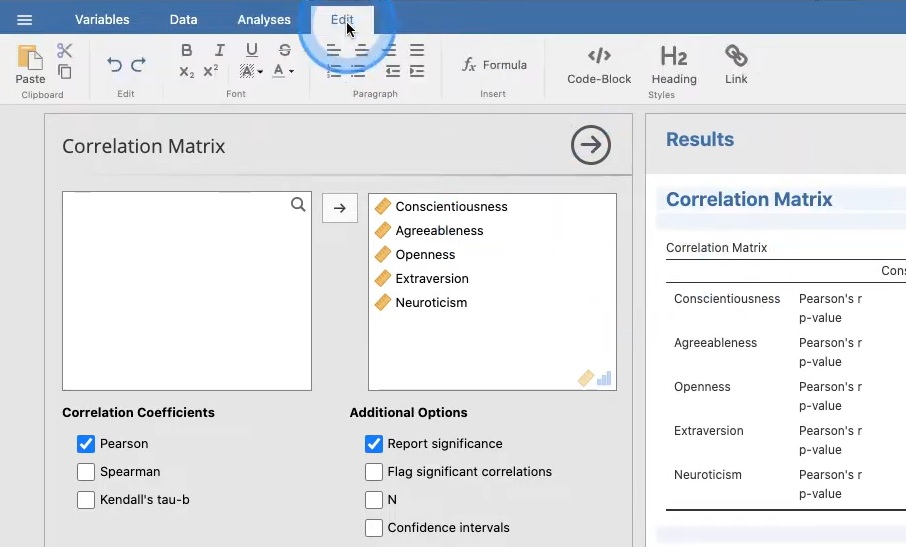 Variables Data Analyses Edit
B I U S
X₂ X² A A
Paste
Formula
Code-Block H2 Heading Link
Clipboard Edit Font Paragraph Insert Styles
Correlation Matrix
Conscientiousness
Agreeableness
Openness
Extraversion
Neuroticism
Correlation Coefficients
Pearson
Spearman
Kendall's tau-b
Additional Options
Report significance
Flag significant correlations
N
Confidence intervals
Results
Correlation Matrix
Correlation Matrix
Cons
Conscientiousness Pearson's r
p-value
Agreeableness Pearson's r
p-value
Openness Pearson's r
p-value
Extraversion Pearson's r
p-value
Neuroticism Pearson's r
p-value